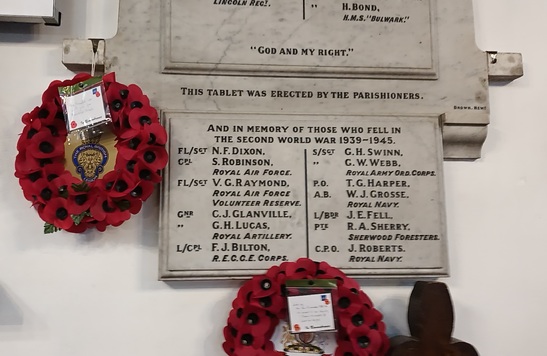 LINCOLN REGT.
" H. BOND,
H.M.S. "BULWARK."
"GOD AND MY RIGHT."
THIS TABLET WAS ERECTED BY THE PARISHIONERS.
AND IN MEMORY OF THOSE WHO FELL IN
THE SECOND WORLD WAR 1939-1945.
FL/SGT N. F. DIXON,
CPL S. ROBINSON,
ROYAL AIR FORCE.
FL/SGT V. G. RAYMOND,
ROYAL AIR FORCE
VOLUNTEER RESERVE.
GNR C. J. GLANVILLE,
" G. H. LUCAS,
ROYAL ARTILLERY.
L/CPL F. J. BILTON,
R.E.C.C.E. CORPS.
S/SGT G. H. SWINN,
" G. W. WEBB,
ROYAL ARMY ORD. CORPS.
P.O. T. G. HARPER,
A.B. W. J. GROSSE,
ROYAL NAVY.
L/BDR J. E. FELL,
PTE R. A. SHERRY,
SHERWOOD FORESTERS.
C.P.O. J. ROBERTS.
ROYAL NAVY.